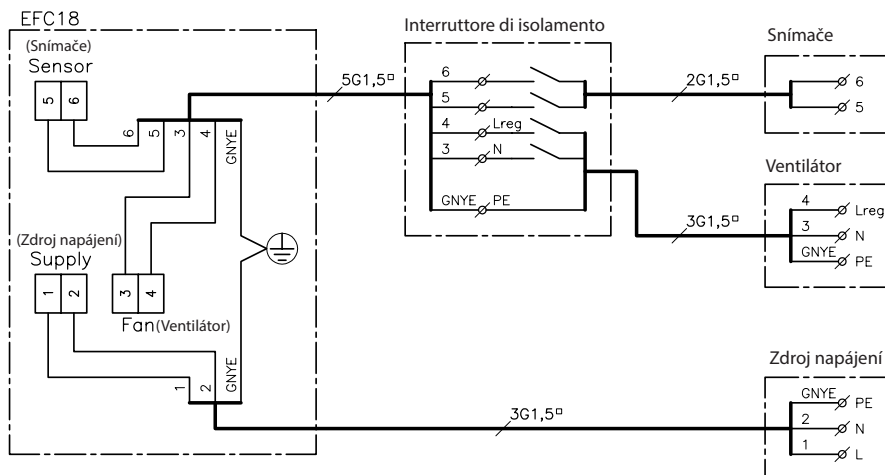 EFC18
(Snímače)
Sensor
5 6
6 5 3 4 GNYE
(Zdroj napájení)
Supply
1 2
3 4
Fan (Ventilátor)
1 2 GNYE
5G1,5▫
Interruttore di isolamento
6
5
4 Lreg
3 N
GNYE PE
2G1,5▫
Snímače
6
5
3G1,5▫
Ventilátor
4 Lreg
3 N
GNYE PE
3G1,5▫
Zdroj napájení
GNYE PE
2 N
1 L